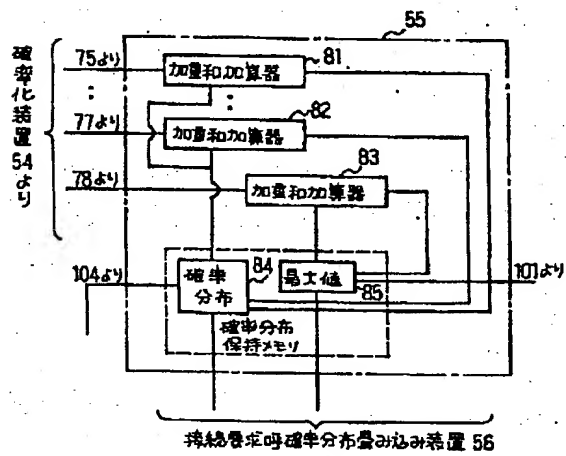 55
確率化装置54より
75より
加重和加算器
81
77より
加重和加算器
82
78より
加重和加算器
83
104より
確率
分布
84
最大値
85
101より
確率分布
保持メモリ
接続要求呼確率分布畳み込み装置 56